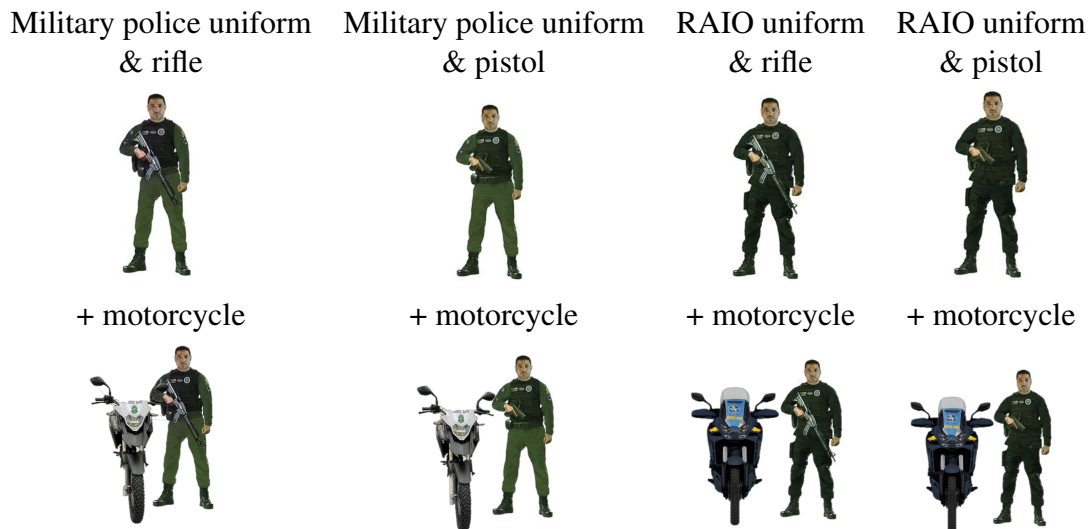 Military police uniform
& rifle
Military police uniform
& pistol
RAIO uniform
& rifle
RAIO uniform
& pistol
+ motorcycle
+ motorcycle
+ motorcycle
+ motorcycle